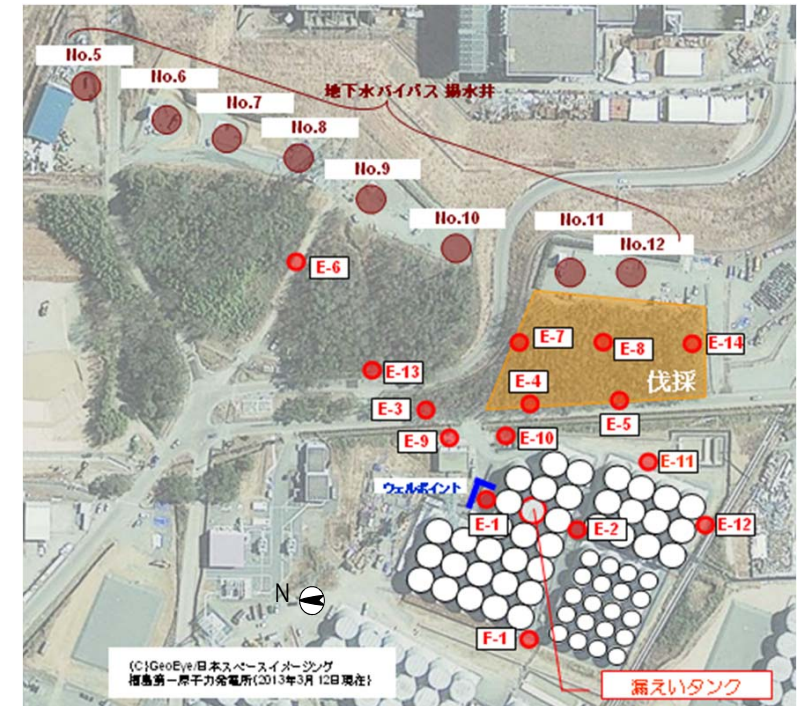 No.5
No.6
No.7
地下水バイパス 揚水井
No.8
No.9
No.10
No.11
No.12
E-6
E-7
E-8
E-14
E-13
伐採
E-4
E-3
E-5
E-9
E-10
E-11
ウェルポイント
E-1
E-2
E-12
N
F-1
(C)GeoEye/日本スペースイメージング
福島第一原子力発電所(2013年3月12日現在)
漏えいタンク